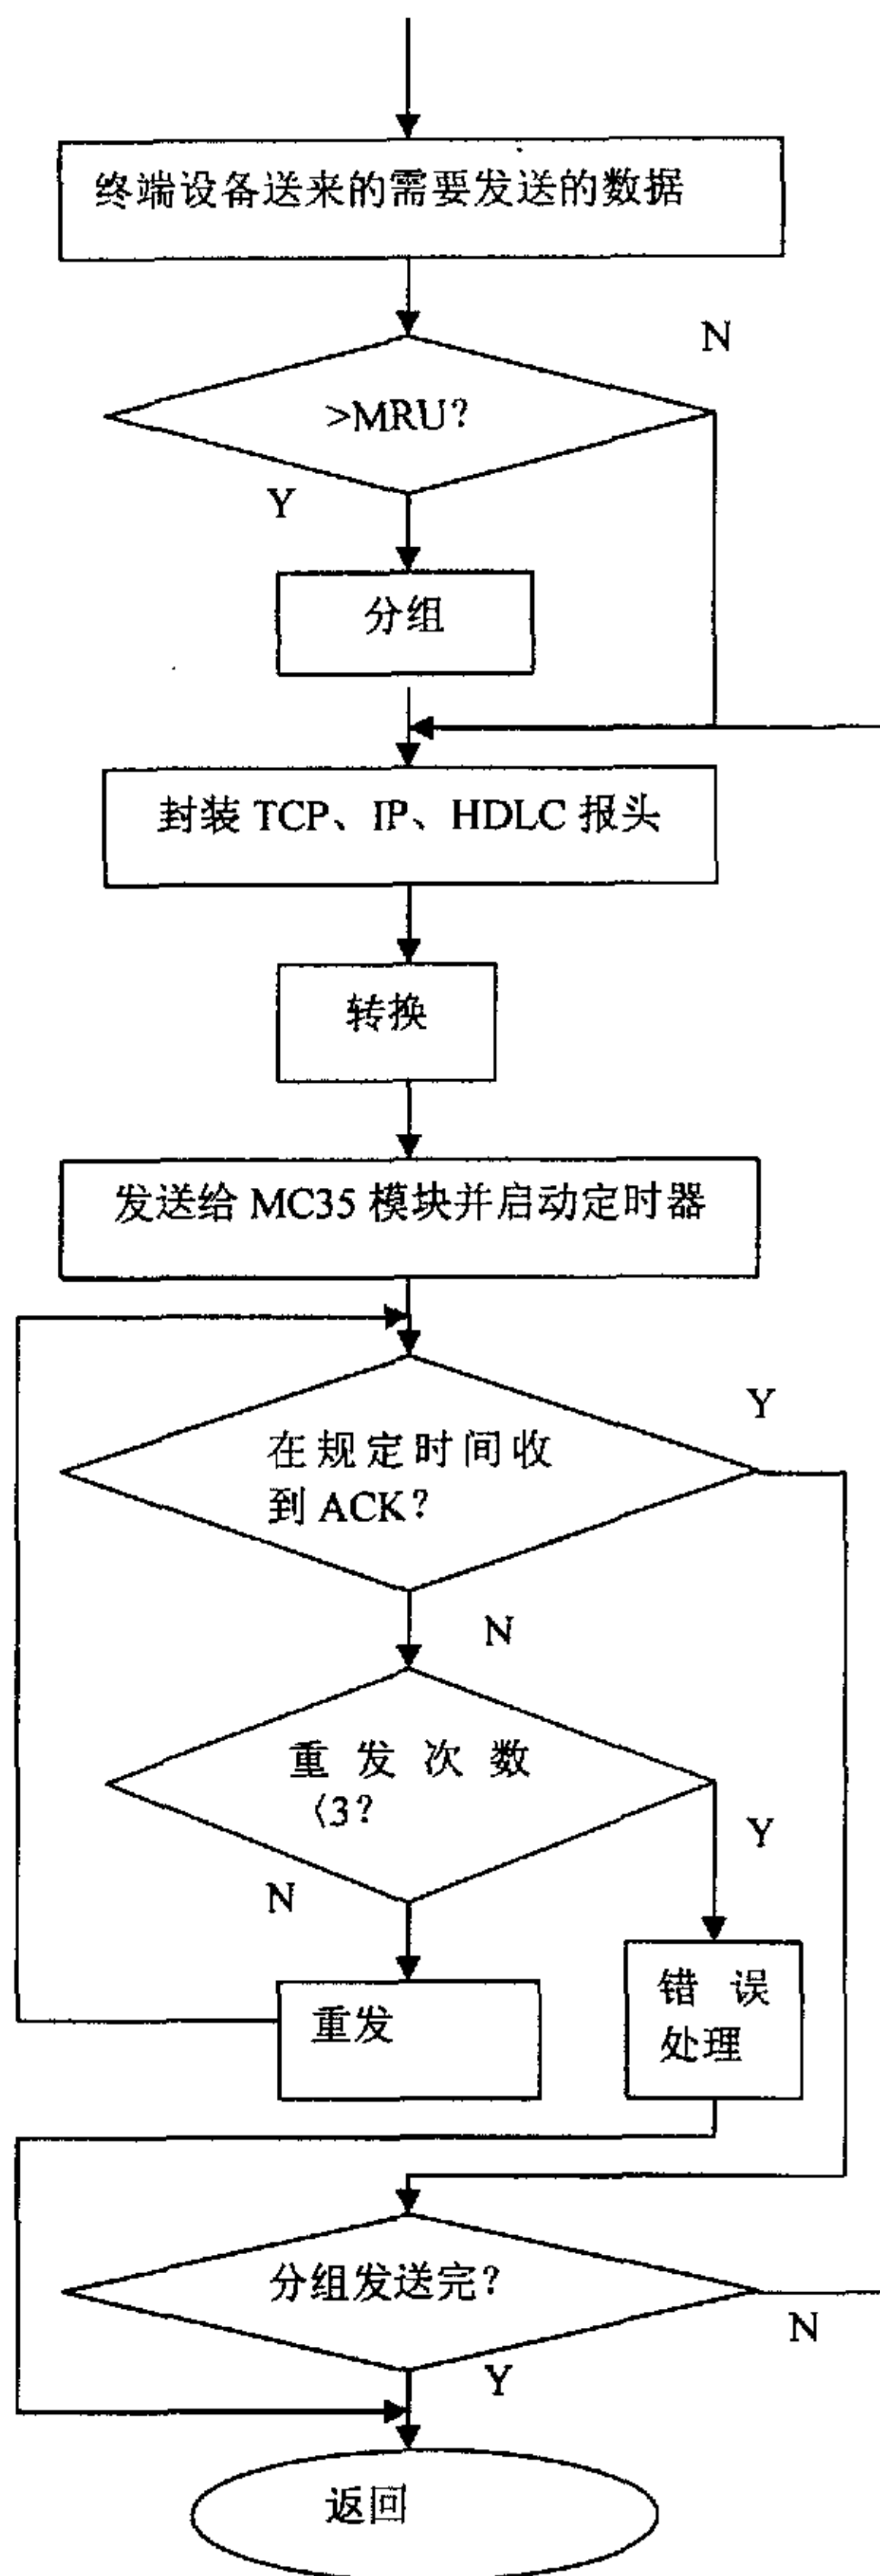 终端设备送来的需要发送的数据
N
>MRU?
Y
分组
封装 TCP、IP、HDLC 报头
转换
发送给 MC35 模块并启动定时器
Y
在规定时间收
到 ACK?
N
重发次数
〈3?
Y
N
错误
处理
重发
分组发送完?
N
Y
返回